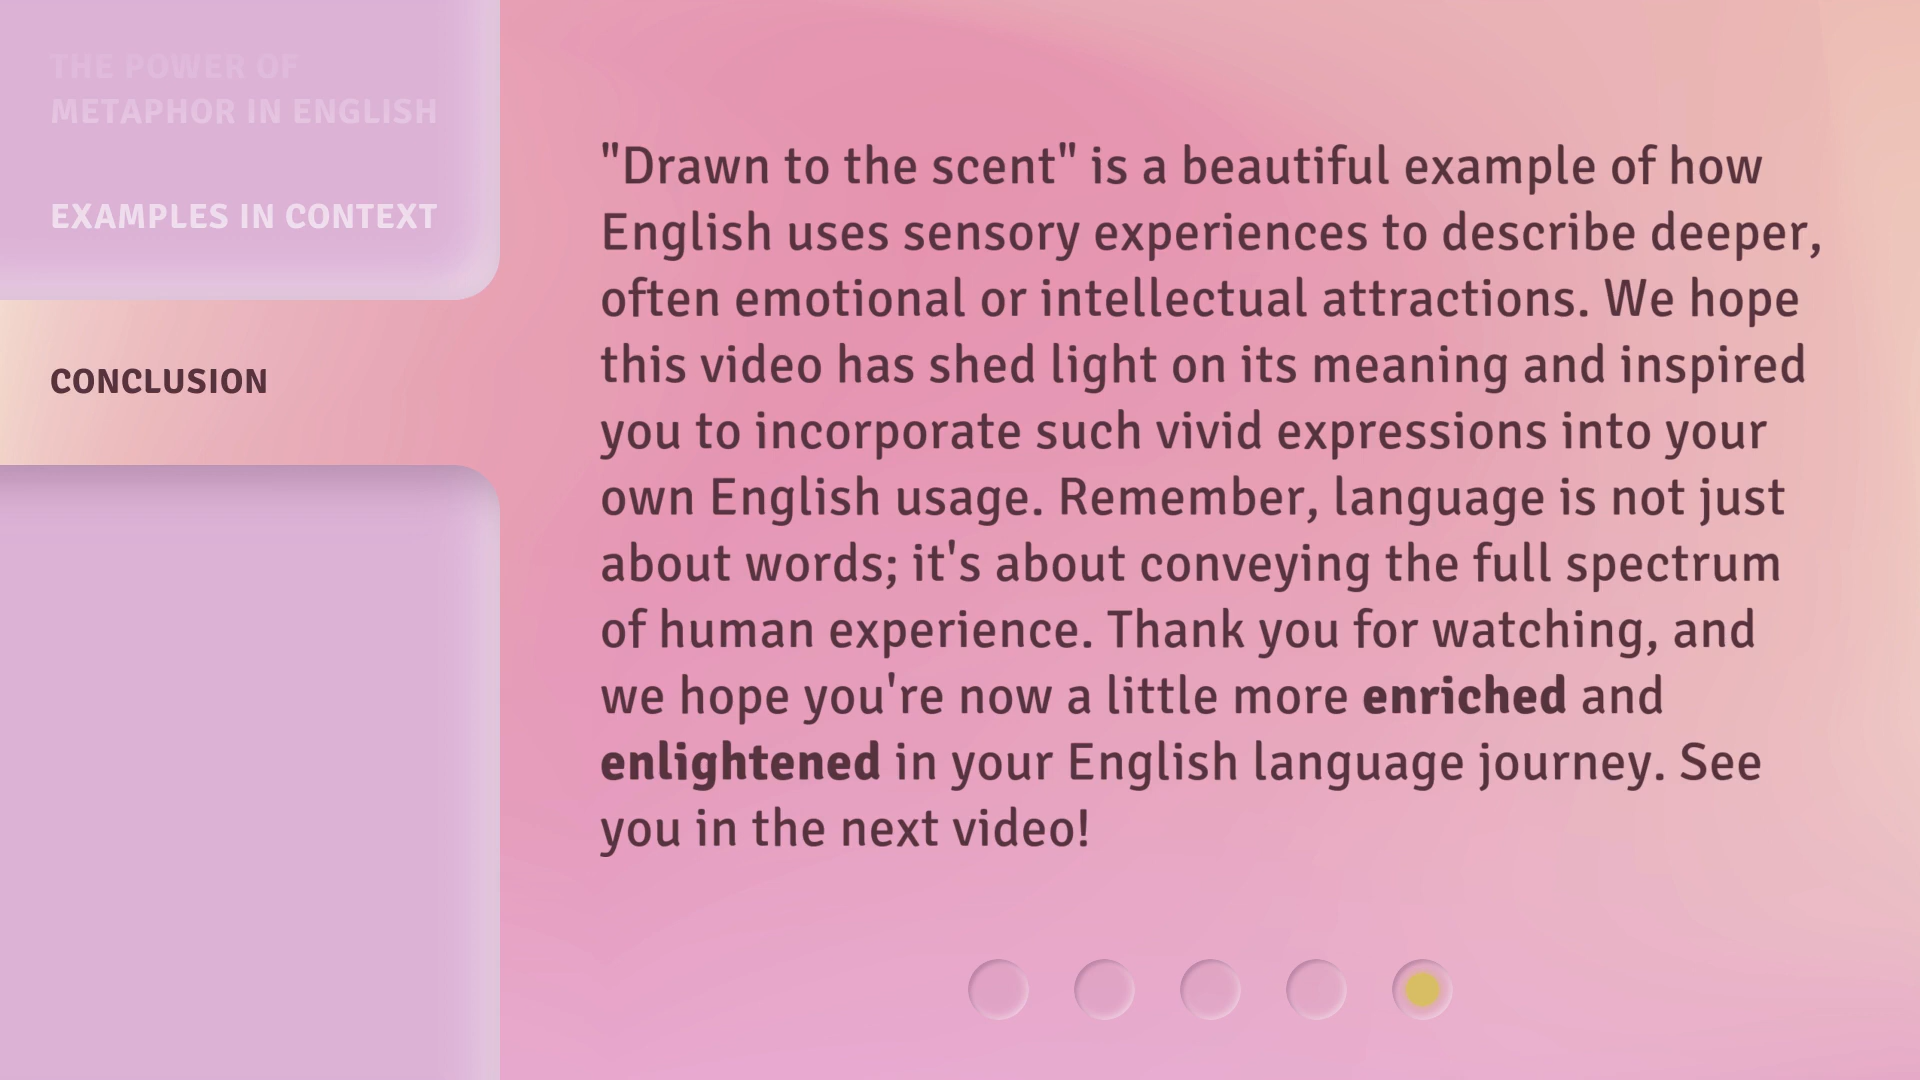 THE POWER OF
METAPHOR IN ENGLISH
EXAMPLES IN CONTEXT
CONCLUSION
"Drawn to the scent" is a beautiful example of how
English uses sensory experiences to describe deeper,
often emotional or intellectual attractions. We hope
this video has shed light on its meaning and inspired
you to incorporate such vivid expressions into your
own English usage. Remember, language is not just
about words; it's about conveying the full spectrum
of human experience. Thank you for watching, and
we hope you're now a little more enriched and
enlightened in your English language journey. See
you in the next video!